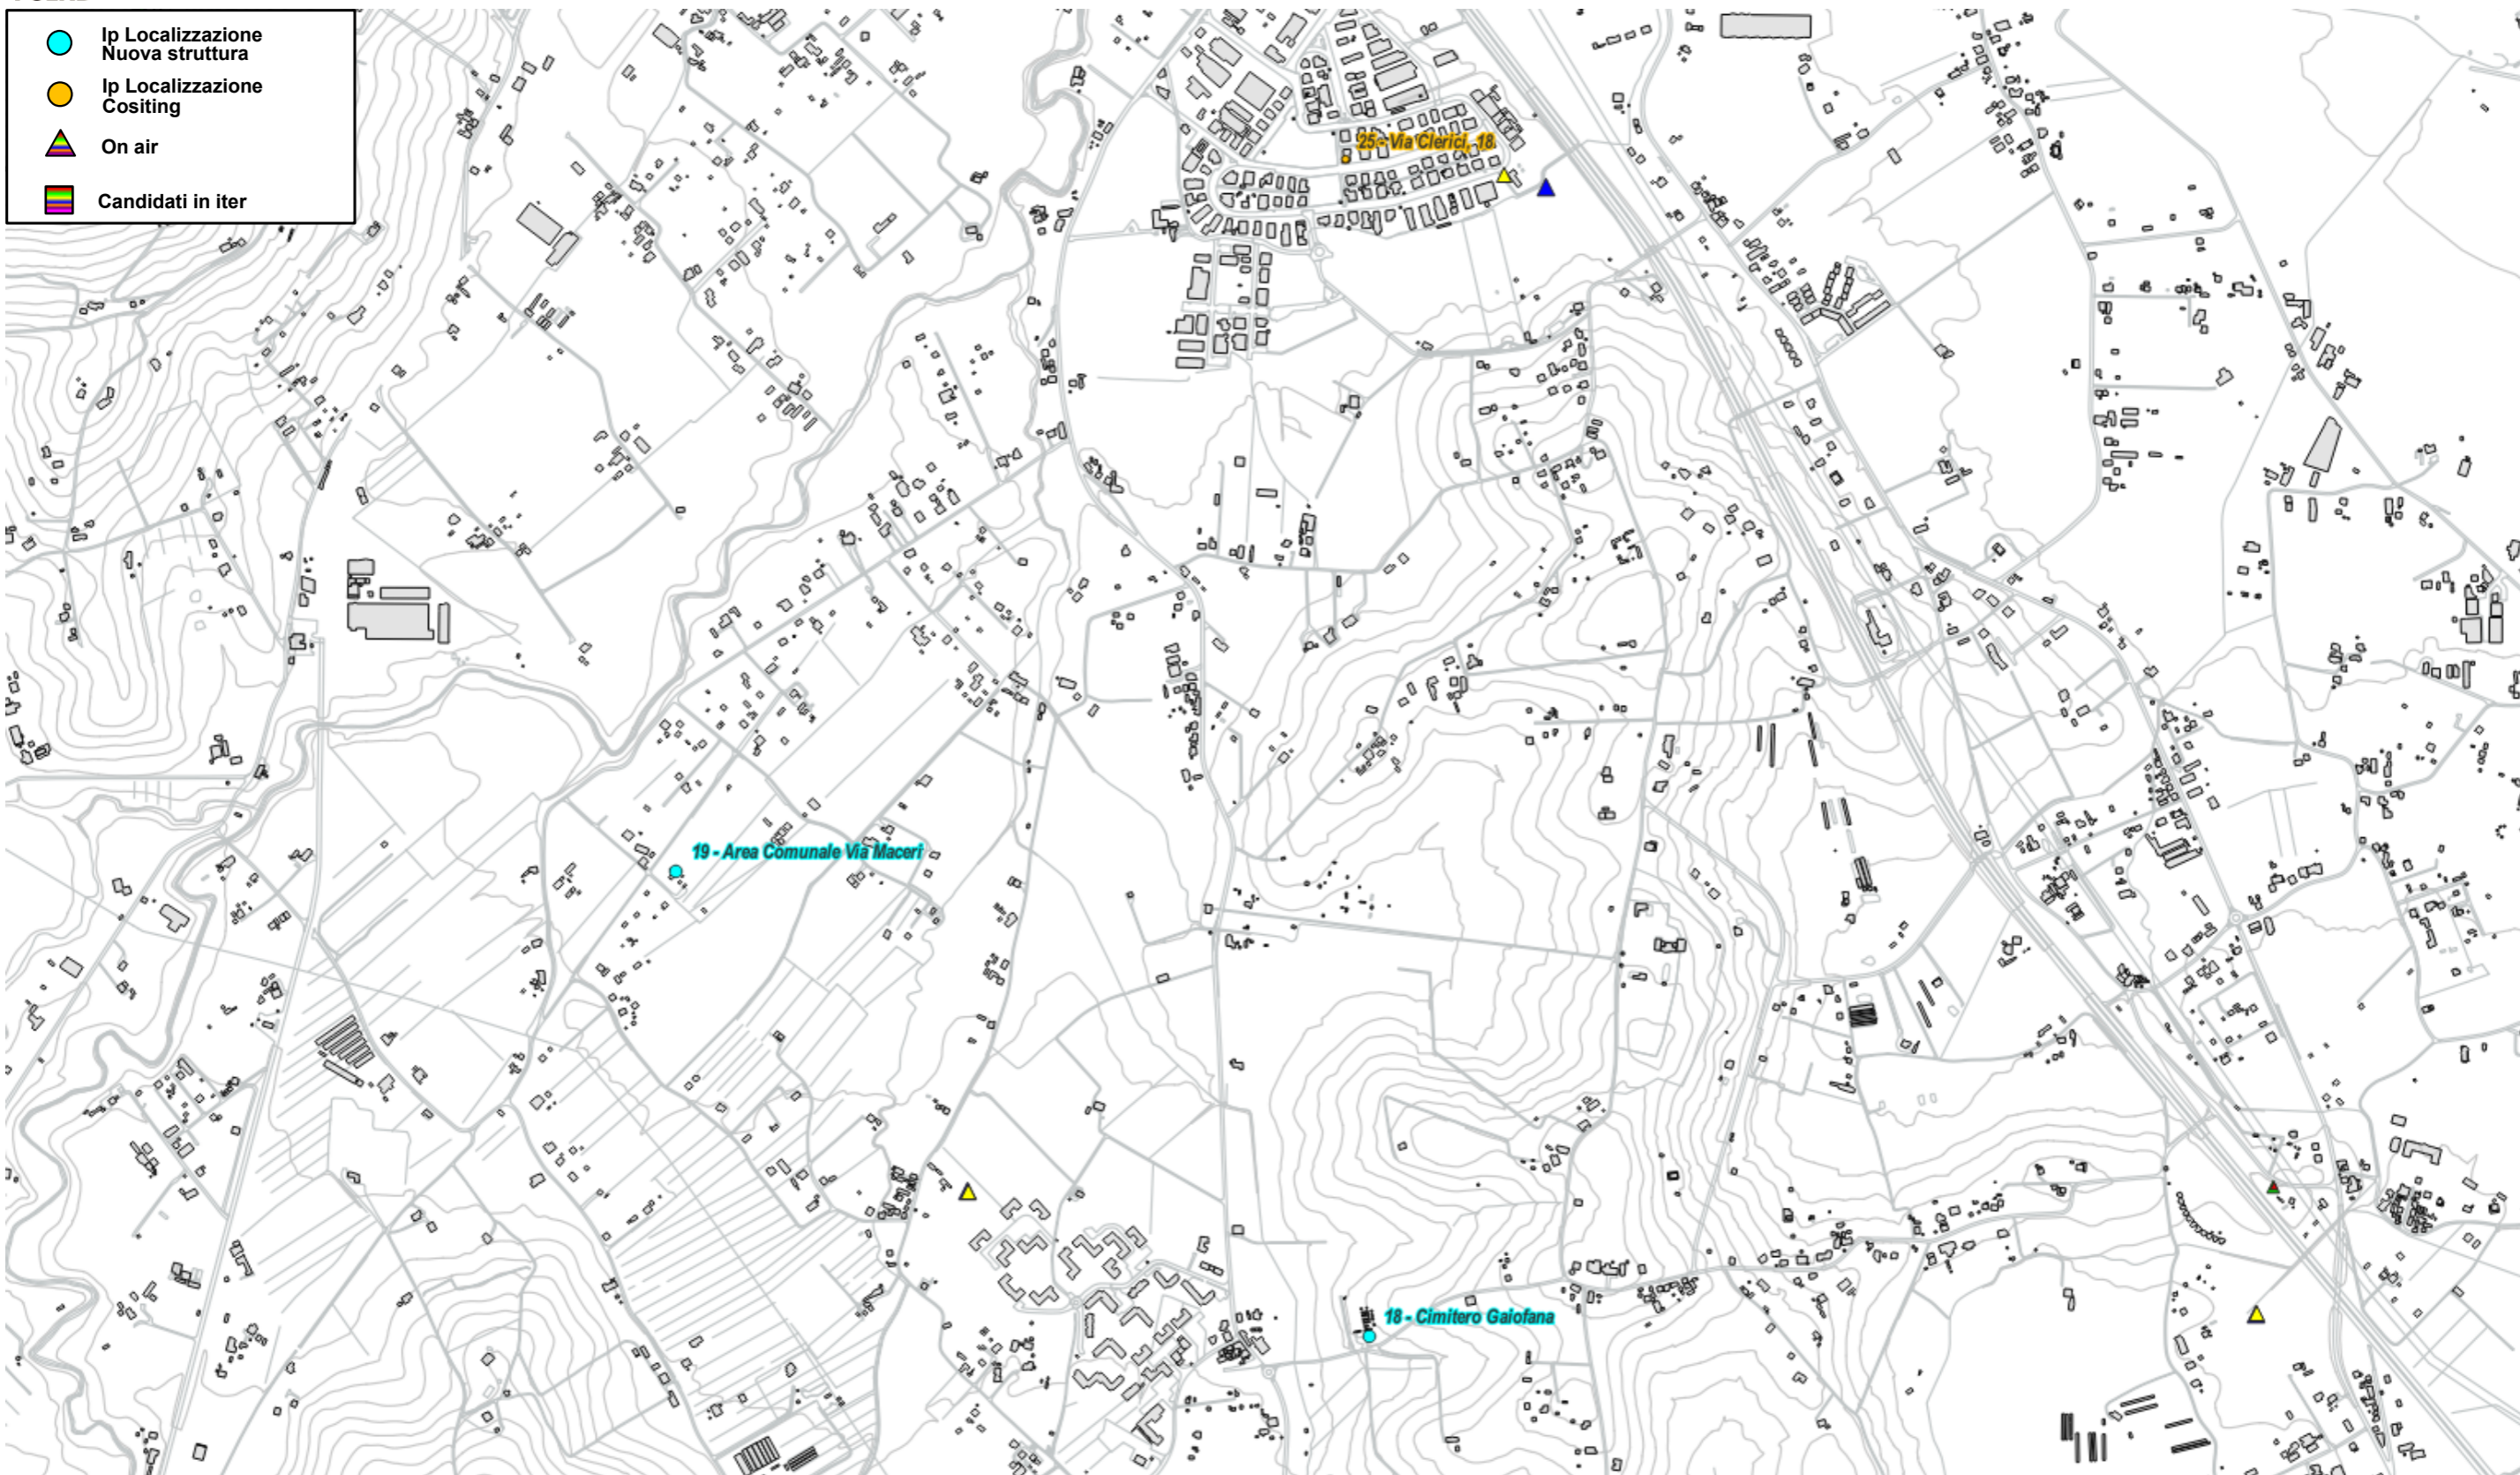 Ip Localizzazione
Nuova struttura
Ip Localizzazione
Cositing
On air
Candidati in iter
25 - Via Clerici, 18
19 - Area Comunale Via Maceri
18 - Cimitero Gaiofana